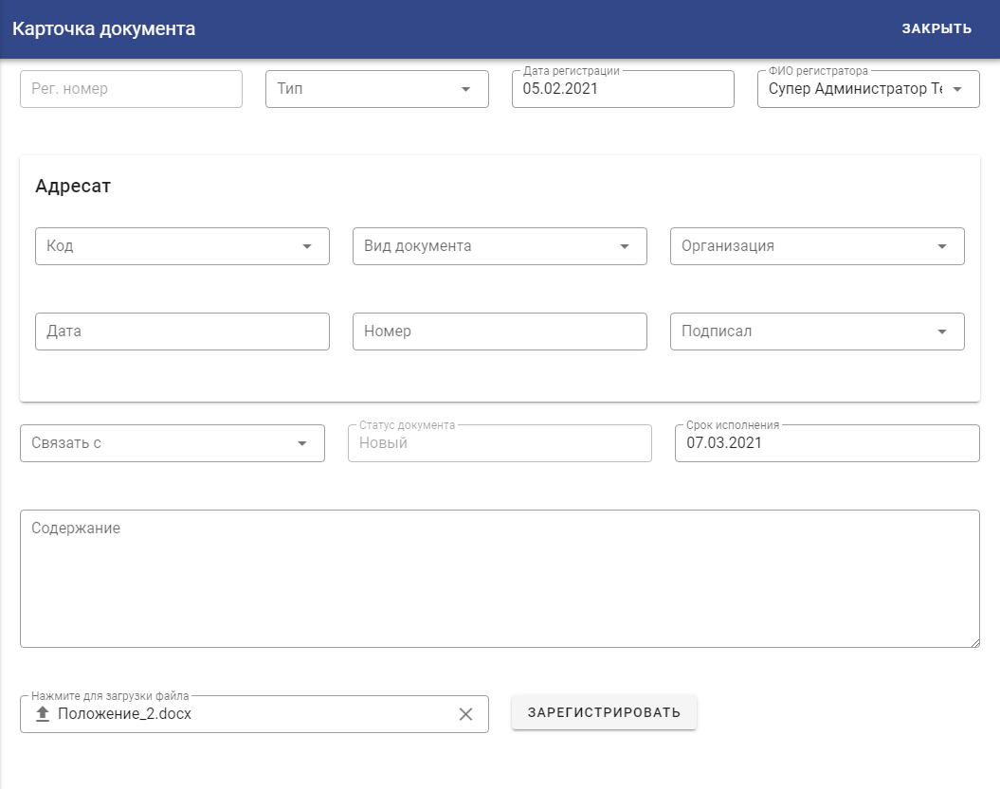 Карточка документа
ЗАКРЫТЬ
Рег. номер
Тип
Дата регистрации
05.02.2021
ФИО регистратора
Супер Администратор Те
Адресат
Код
Вид документа
Организация
Дата
Номер
Подписал
Связать с
Статус документа
Новый
Срок исполнения
07.03.2021
Содержание
Нажмите для загрузки файла
Положение_2.docx
ЗАРЕГИСТРИРОВАТЬ